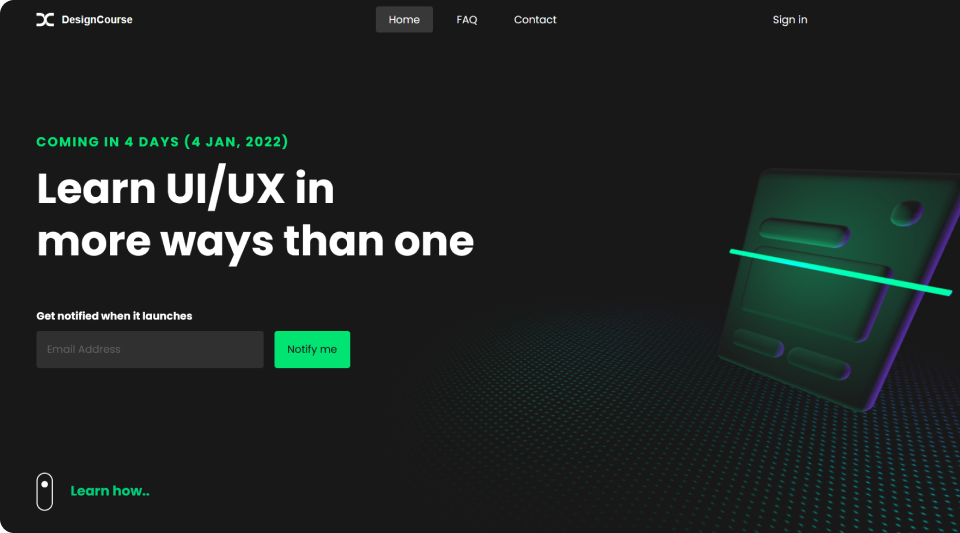 DesignCourse
Home
FAQ
Contact
Sign in
COMING IN 4 DAYS (4 JAN, 2022)
Learn UI/UX in
more ways than one
Get notified when it launches
Email Address
Notify me
Learn how..